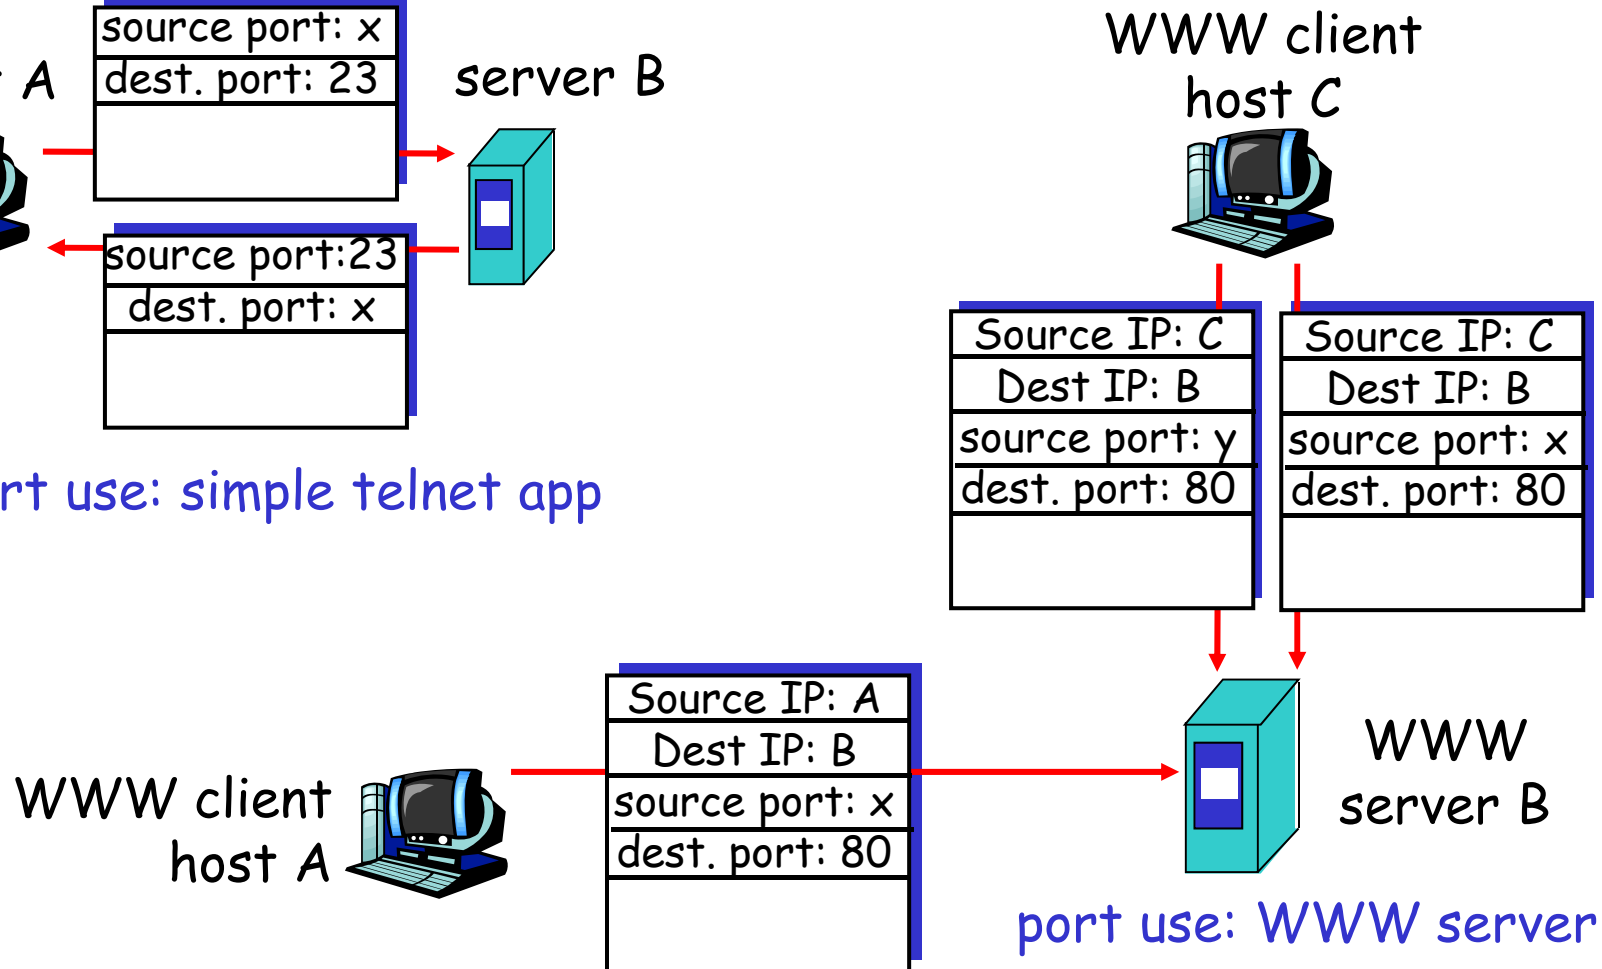 source port: x
dest. port: 23
A
server B
source port:23
dest. port: x
rt use: simple telnet app
WWW client
host C
Source IP: C
Dest IP: B
source port: y
dest. port: 80
Source IP: C
Dest IP: B
source port: x
dest. port: 80
WWW client
host A
Source IP: A
Dest IP: B
source port: x
dest. port: 80
WWW
server B
port use: WWW server